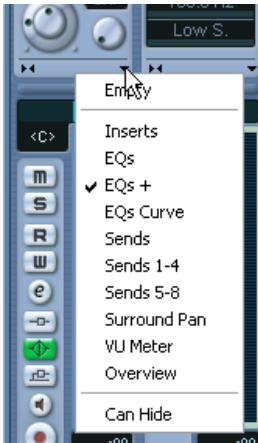 Low S.
Empty
<C>
Inserts
EQs
EQs +
EQs Curve
Sends
m
Sends 1-4
S
Sends 5-8
R
Surround Pan
W
VU Meter
e
Overview
Can Hide